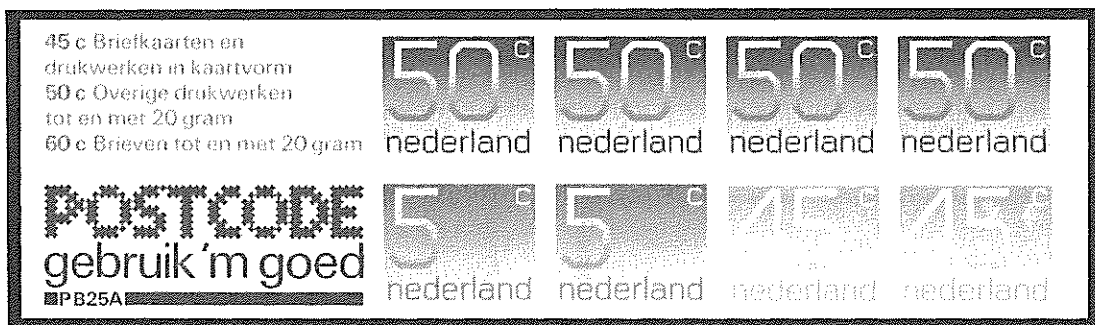 45 c Briefkaarten en
drukwerken in kaartvorm
50 c Overige drukwerken
tot en met 20 gram
60 c Brieven tot en met 20 gram
POSTCODE
gebruik 'm goed
PB25A
50 c 50 c 50 c 50 c
nederland nederland nederland nederland
5 c 5 c 45 c 45 c
nederland nederland nederland nederland